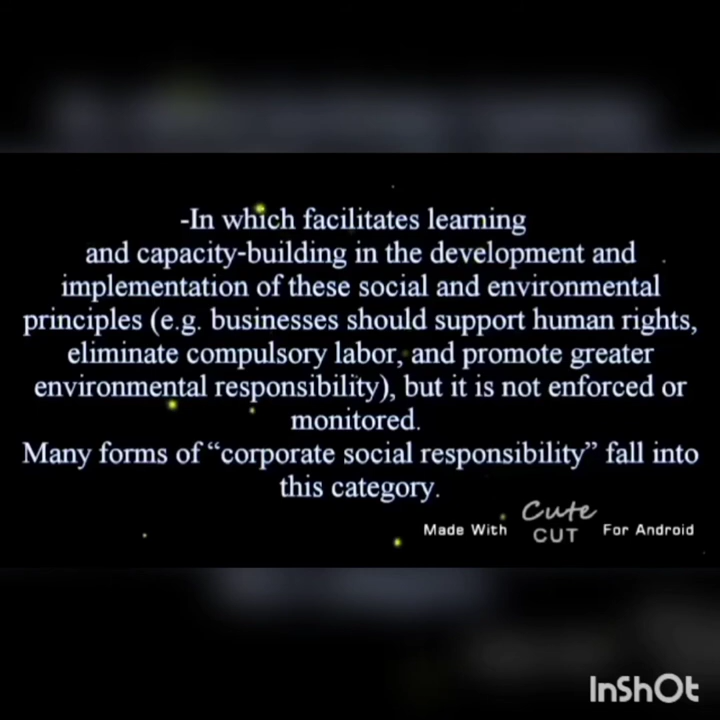 -In which facilitates learning
and capacity-building in the development and
implementation of these social and environmental
principles (e.g. businesses should support human rights,
eliminate compulsory labor, and promote greater
environmental responsibility), but it is not enforced or
monitored.
Many forms of “corporate social responsibility” fall into
this category.
Made With Cute CUT For Android
InShOt